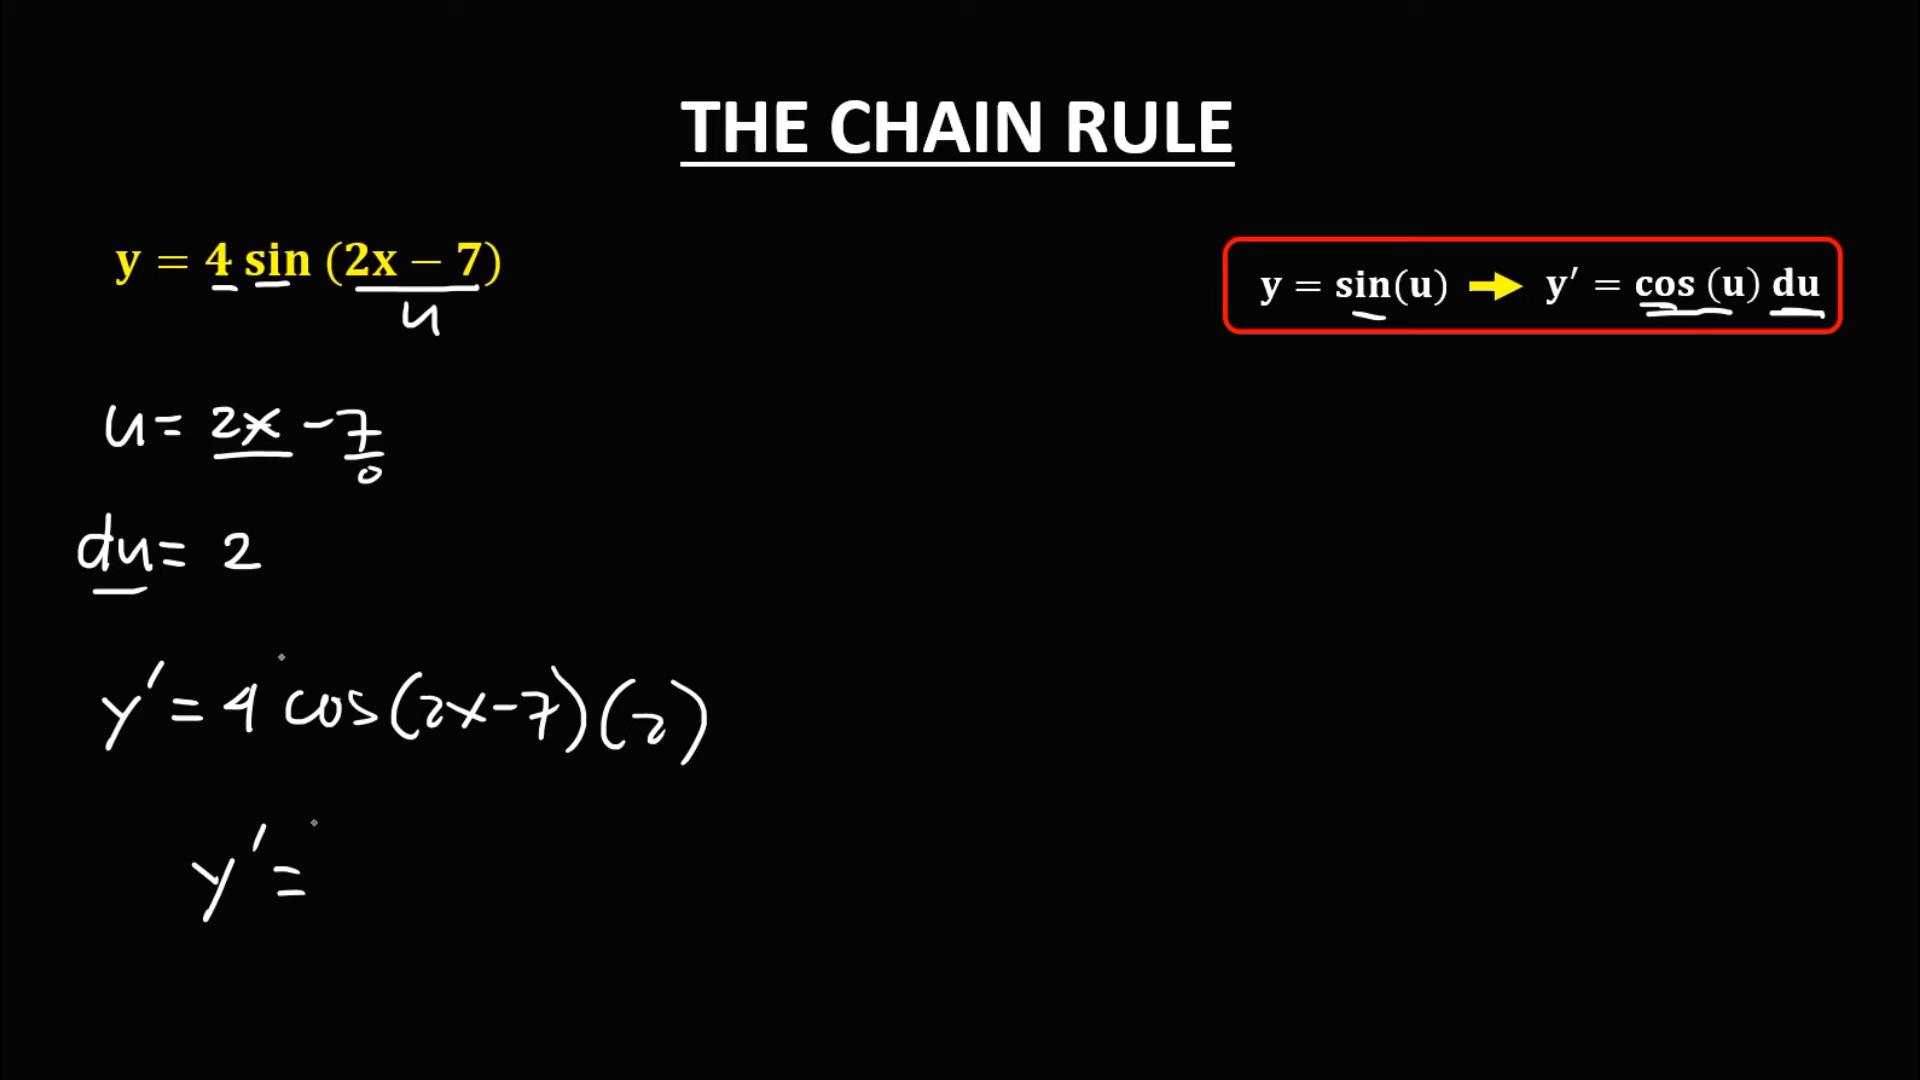 THE CHAIN RULE
y = 4 sin (2x − 7)
u
y = sin(u) ➡ y′ = cos (u) du
u = 2x - 7
0
du = 2
y' = 4 cos(2x-7)(2)
y' =